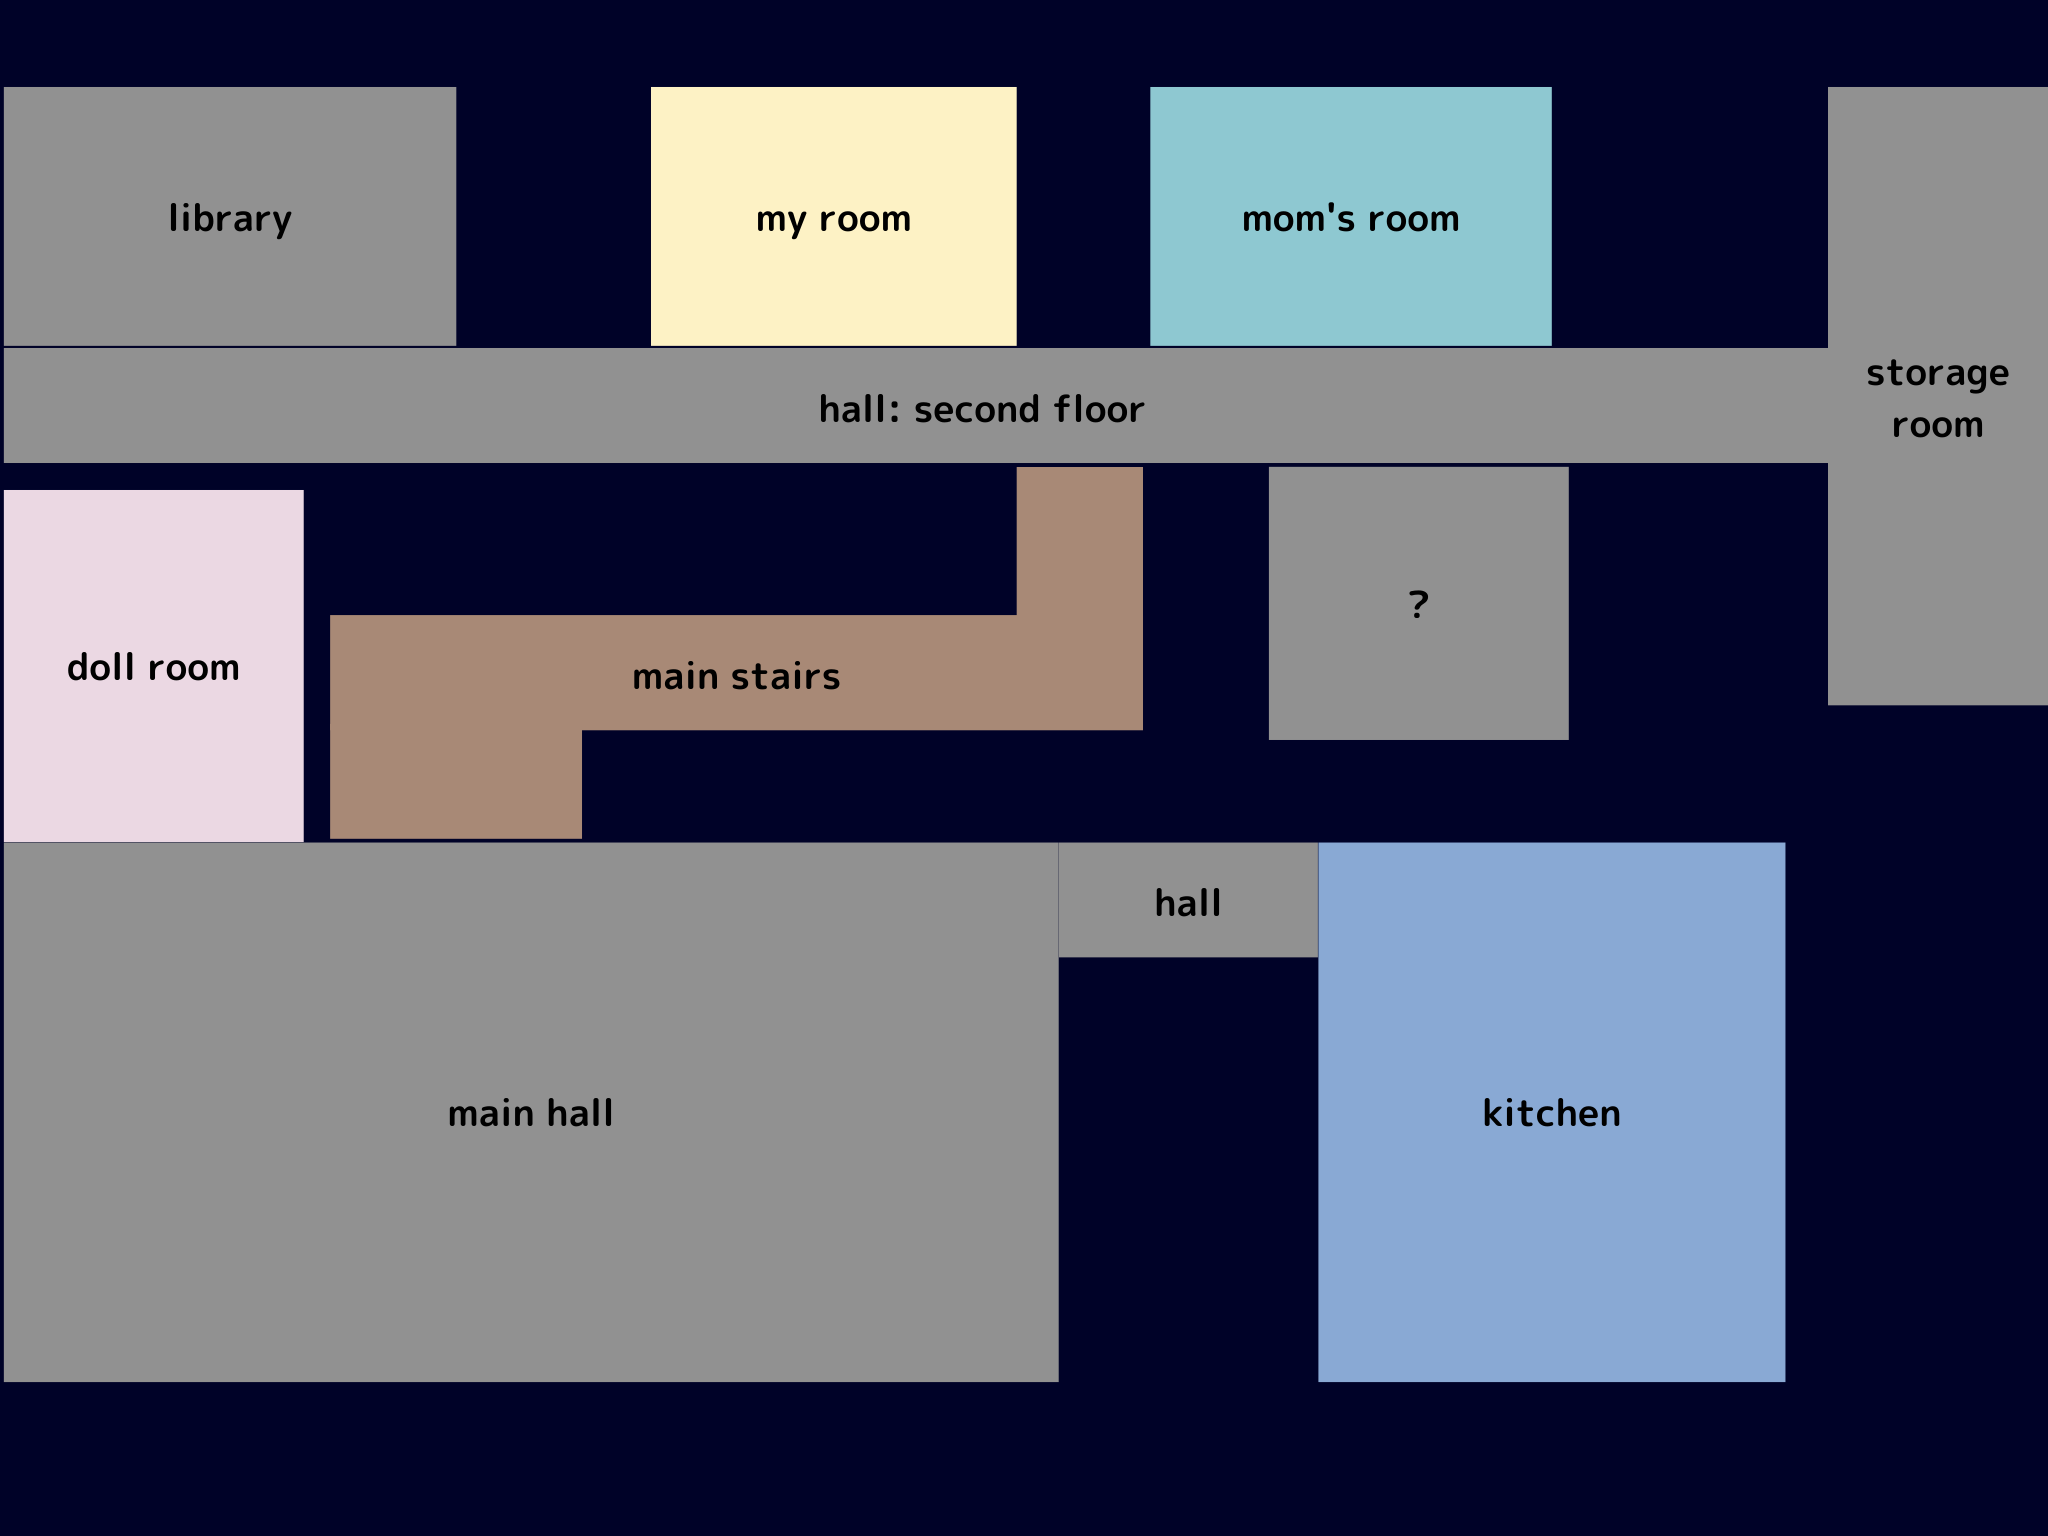 library
my room
mom's room
storage
room
hall: second floor
?
doll room
main stairs
hall
main hall
kitchen